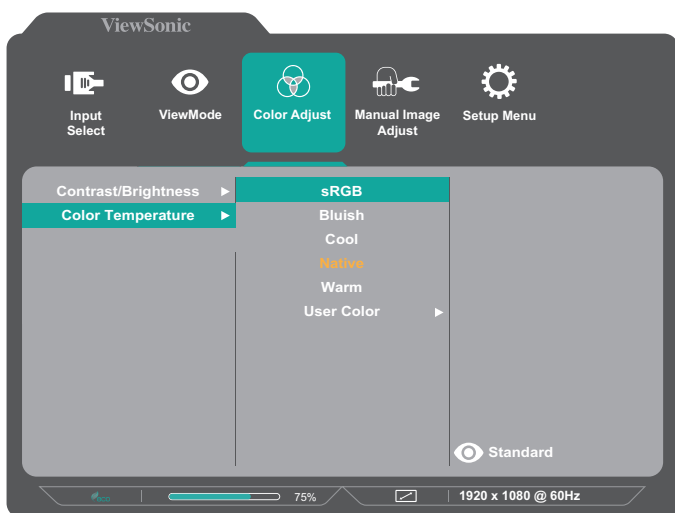 ViewSonic
Input
Select
ViewMode
Color Adjust
Manual Image
Adjust
Setup Menu
Contrast/Brightness
Color Temperature
sRGB
Bluish
Cool
Native
Warm
User Color
Standard
eco
75%
1920 x 1080 @ 60Hz